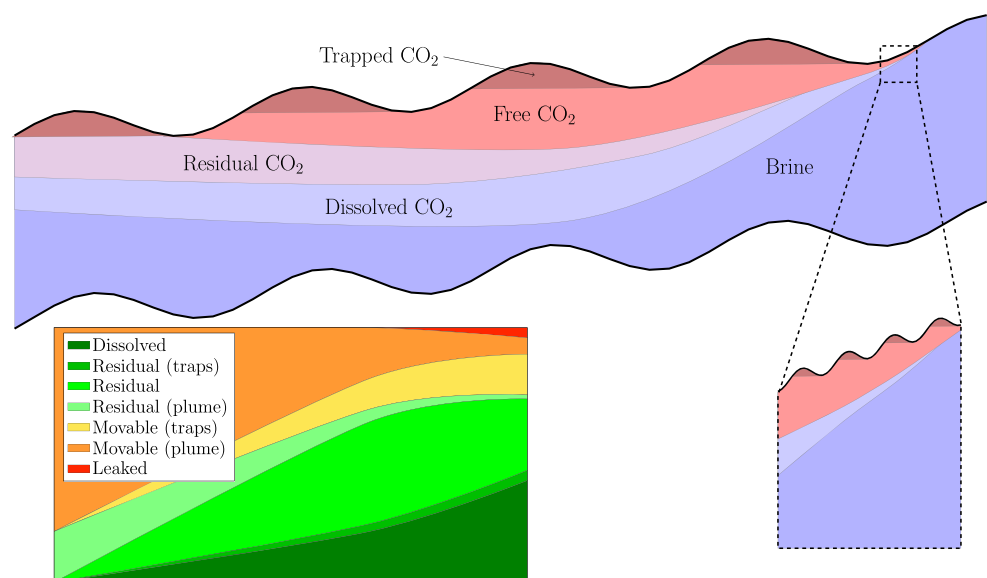 Trapped CO₂
Free CO₂
Residual CO₂
Brine
Dissolved CO₂
Dissolved
Residual (traps)
Residual
Residual (plume)
Movable (traps)
Movable (plume)
Leaked